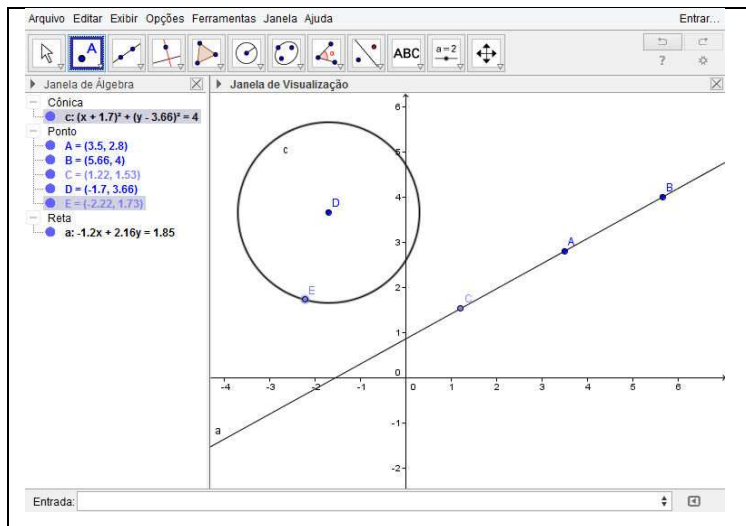 Arquivo Editar Exibir Opções Ferramentas Janela Ajuda Entrar...
A ABC a=2
?
Janela de Álgebra
Janela de Visualização
Cônica
c: (x + 1.7)² + (y - 3.66)² = 4
Ponto
A = (3.5, 2.8)
B = (5.66, 4)
C = (1.22, 1.53)
D = (-1.7, 3.66)
E = (-2.22, 1.73)
Reta
a: -1.2x + 2.16y = 1.85
6
c 5
D 4 B
3 A
E 2
C
1
0
-4 -3 -2 -1 0 1 2 3 4 5 6
-1
a
-2
Entrada: